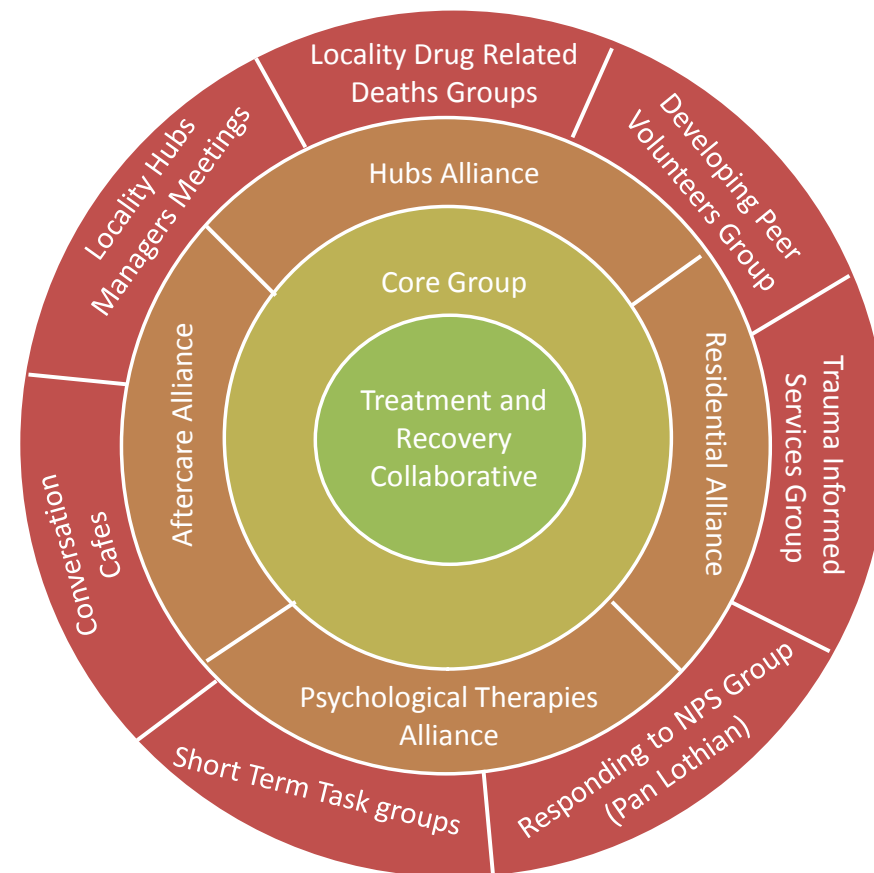 Locality Drug Related
Deaths Groups
Developing Peer
Volunteers Group
Trauma Informed
Services Group
Responding to NPS Group
(Pan Lothian)
Short Term Task groups
Conversation
Cafes
Locality Hubs
Managers Meetings
Hubs Alliance
Residential Alliance
Psychological Therapies
Alliance
Aftercare Alliance
Core Group
Treatment and
Recovery
Collaborative